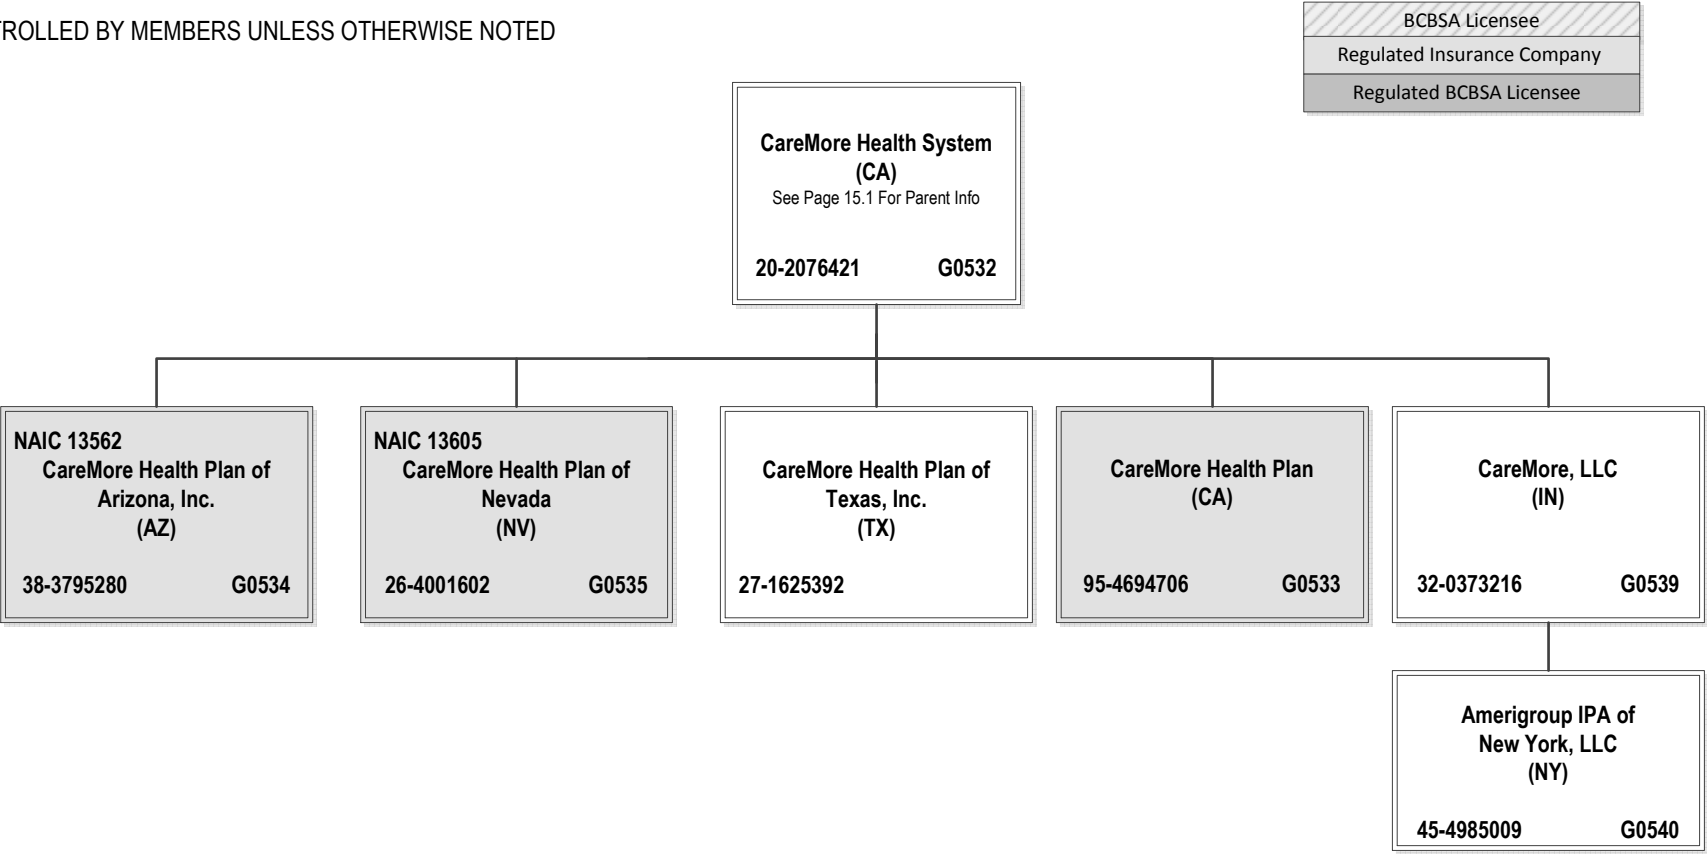 TROLLED BY MEMBERS UNLESS OTHERWISE NOTED
BCBSA Licensee
Regulated Insurance Company
Regulated BCBSA Licensee
CareMore Health System
(CA)
See Page 15.1 For Parent Info
20-2076421 G0532
NAIC 13562
CareMore Health Plan of
Arizona, Inc.
(AZ)
38-3795280 G0534
NAIC 13605
CareMore Health Plan of
Nevada
(NV)
26-4001602 G0535
CareMore Health Plan of
Texas, Inc.
(TX)
27-1625392
CareMore Health Plan
(CA)
95-4694706 G0533
CareMore, LLC
(IN)
32-0373216 G0539
Amerigroup IPA of
New York, LLC
(NY)
45-4985009 G0540